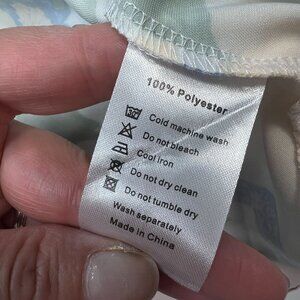 100% Polyester
Cold machine wash
Do not bleach
Cool iron
Do not dry clean
Do not tumble dry
Wash separately
Made in China